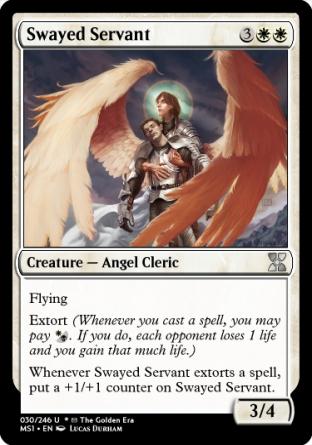 Swayed Servant 3
Creature — Angel Cleric
Flying
Extort (Whenever you cast a spell, you may
pay . If you do, each opponent loses 1 life
and you gain that much life.)
Whenever Swayed Servant extorts a spell,
put a +1/+1 counter on Swayed Servant.
3/4
030/246 U * The Golden Era
MS1 • EN Lucas Durham